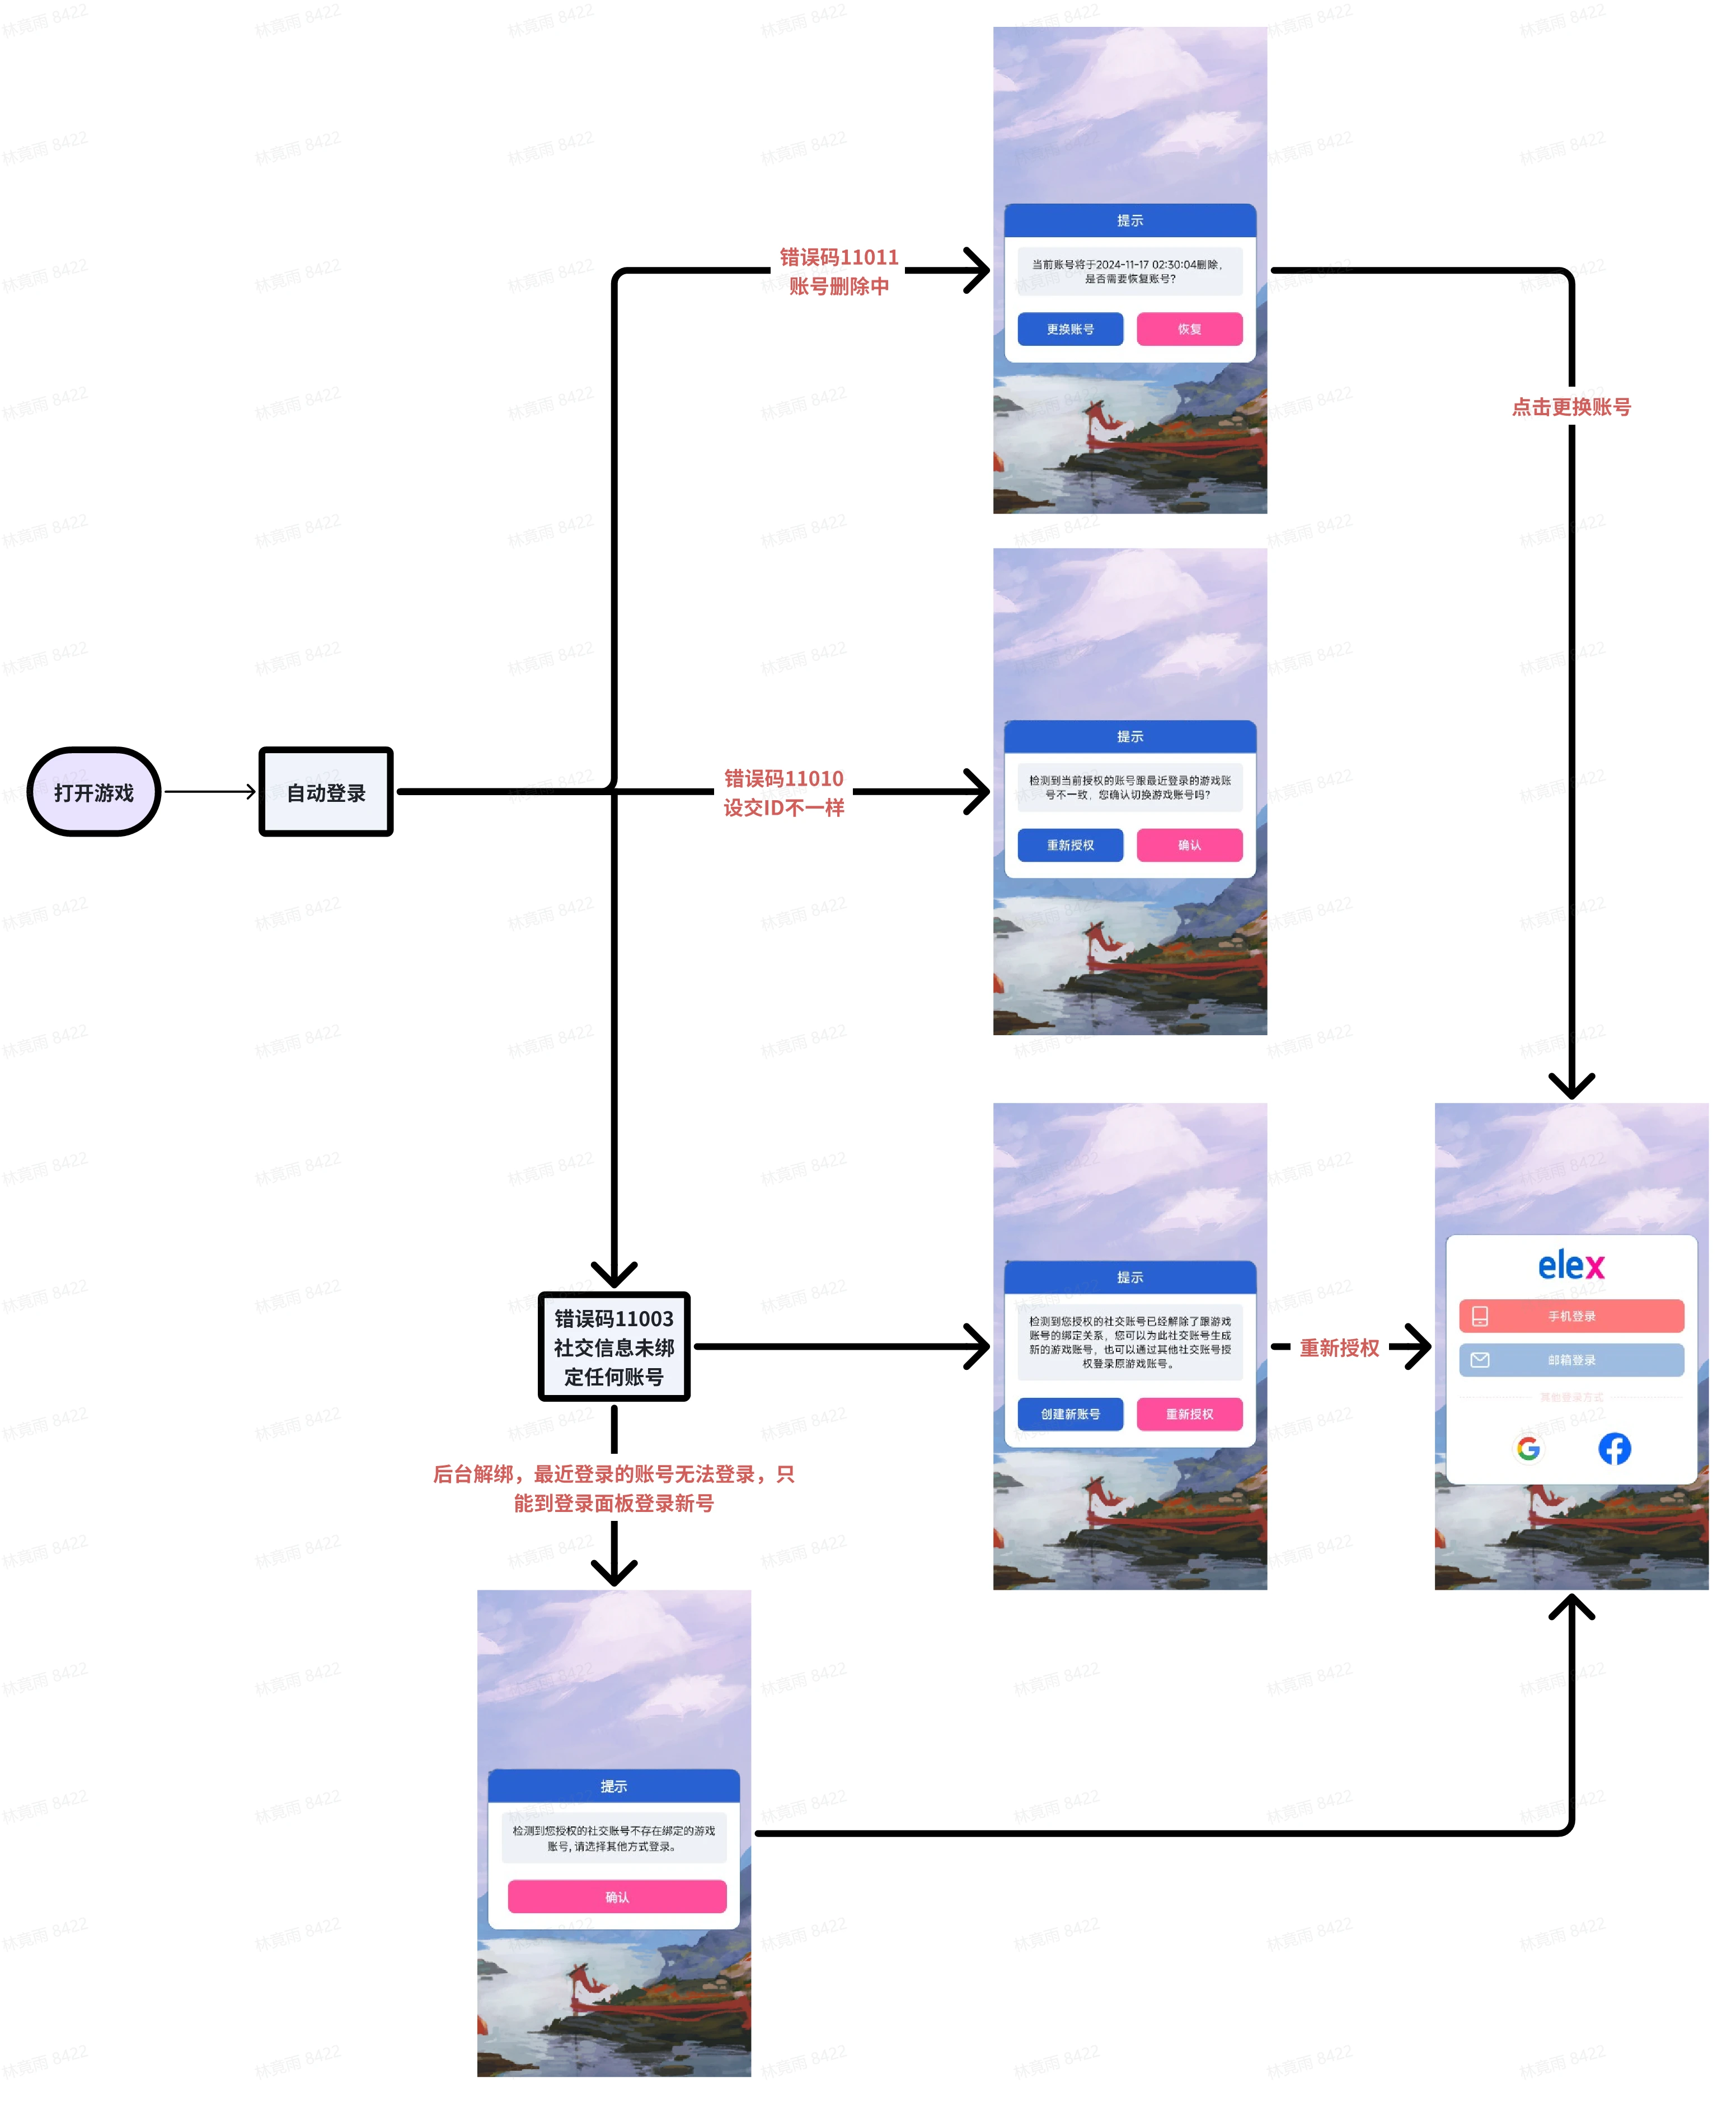 错误码11011
账号删除中
提示
当前账号将于2024-11-17 02:30:04删除，
是否需要恢复账号？
更换账号
恢复
点击更换账号
打开游戏
自动登录
错误码11010
设交ID不一样
提示
检测到当前授权的账号跟最近登录的游戏账
号不一致，您确认切换游戏账号吗？
重新授权
确认
错误码11003
社交信息未绑
定任何账号
提示
检测到您授权的社交账号已经解除了跟游戏
账号的绑定关系，您可以为此社交账号生成
新的游戏账号，也可以通过其他社交账号授
权登录原游戏账号。
创建新账号
重新授权
重新授权
elex
手机登录
邮箱登录
其他登录方式
后台解绑，最近登录的账号无法登录，只
能到登录面板登录新号
提示
检测到您授权的社交账号不存在绑定的游戏
账号，请选择其他方式登录。
确认
林竟雨 8422